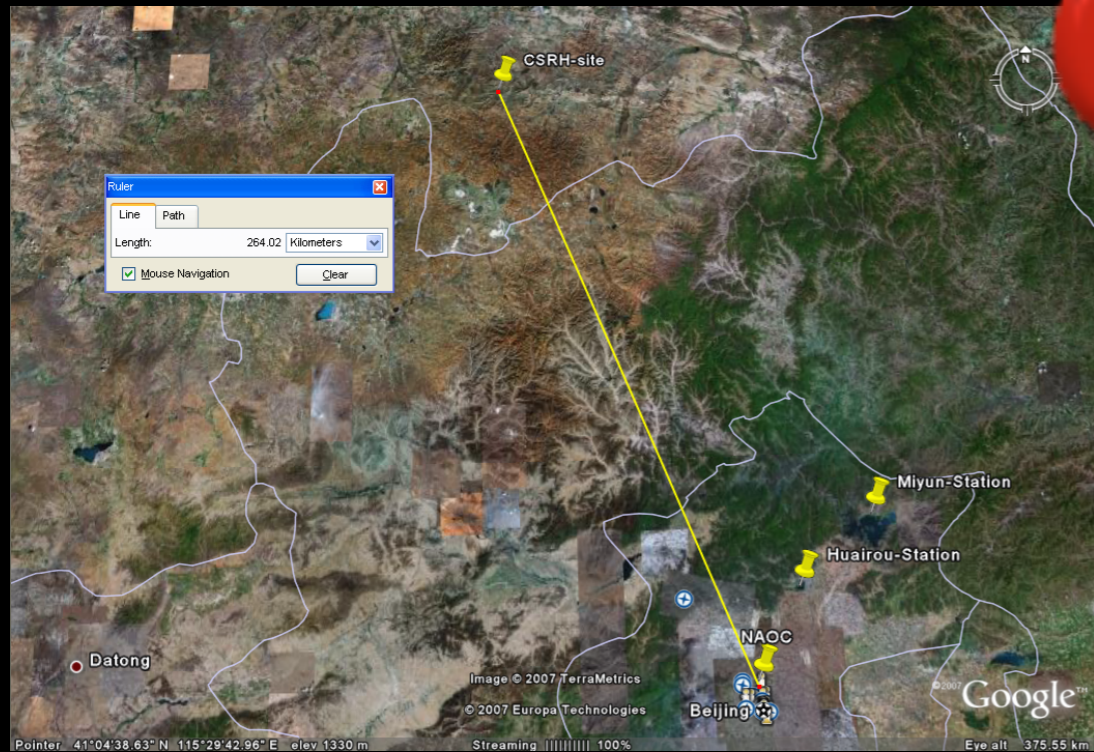 CSRH-site
N
Ruler
Line Path
Length: 264.02 Kilometers
Mouse Navigation Clear
Miyun-Station
Huairou-Station
NAOC
Datong
Image © 2007 TerraMetrics
© 2007 Europa Technologies
Beijing
©2007 Google™
Pointer 41°04'38.63" N 115°29'42.96" E elev 1330 m Streaming |||||||||| 100% Eye alt 375.55 km